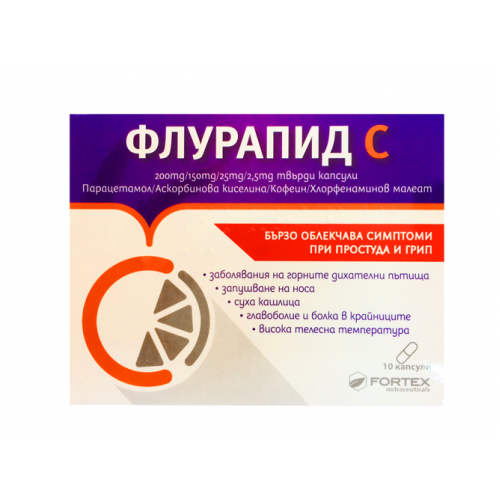 ФЛУРАПИД С
200mg/150mg/25mg/2,5mg твърди капсули
Парацетамол/Аскорбинова киселина/Кофеин/Хлорфенаминов малеат
БЪРЗО ОБЛЕКЧАВА СИМПТОМИ
ПРИ ПРОСТУДА И ГРИП
• заболявания на горните дихателни пътища
• запушване на носа
• суха кашлица
• главоболие и болка в крайниците
• висока телесна температура
10 капсули
FORTEX
nutraceuticals